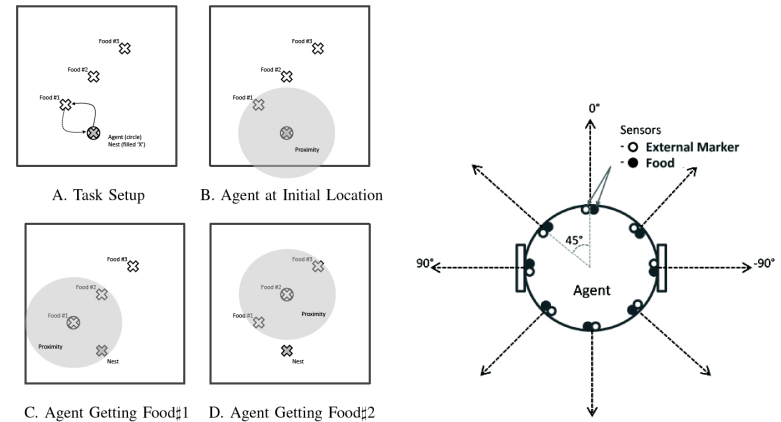 Food #3
Food #2
Food #1
Agent (circle)
Nest (filled 'X')
A. Task Setup
Food #3
Food #2
Food #1
Proximity
B. Agent at Initial Location
Food #3
Food #2
Food #1
Proximity
Nest
C. Agent Getting Food♯1
Food #3
Food #2
Food #1
Proximity
Nest
D. Agent Getting Food♯2
0°
Sensors
- External Marker
- Food
45°
90°
-90°
Agent